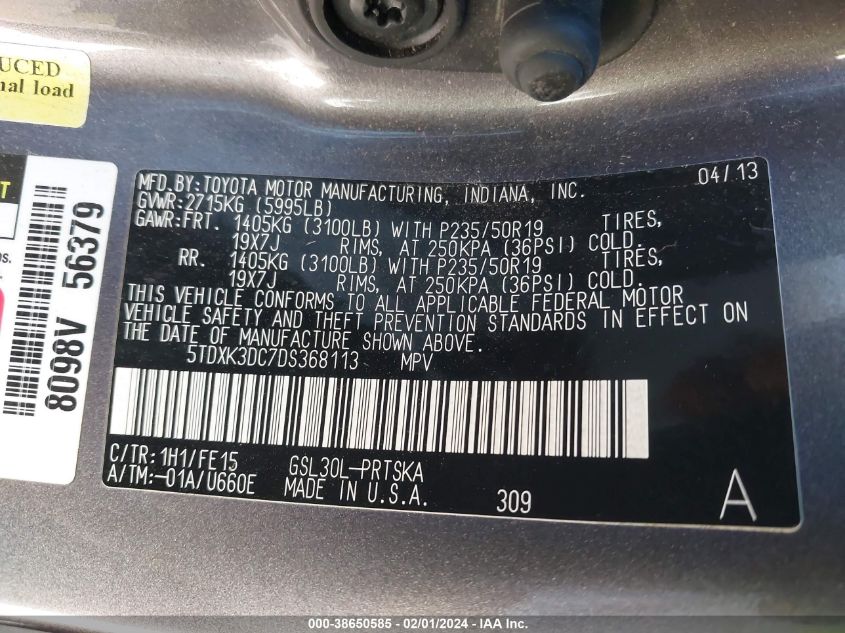 UCED
nal load
T
bs.
8098V 56379
MFD.BY:TOYOTA MOTOR MANUFACTURING, INDIANA, INC. 04/13
GVWR:2715KG (5995LB)
GAWR:FRT. 1405KG (3100LB) WITH P235/50R19 TIRES,
19X7J RIMS, AT 250KPA (36PSI) COLD.
RR. 1405KG (3100LB) WITH P235/50R19 TIRES,
19X7J RIMS, AT 250KPA (36PSI) COLD.
THIS VEHICLE CONFORMS TO ALL APPLICABLE FEDERAL MOTOR
VEHICLE SAFETY AND THEFT PREVENTION STANDARDS IN EFFECT ON
THE DATE OF MANUFACTURE SHOWN ABOVE.
5TDXK3DC7DS368113 MPV
C/TR:1H1/FE15 GSL30L-PRTSKA
A/TM:-01A/U660E MADE IN U.S.A. 309 A
000-38650585 - 02/01/2024 - IAA Inc.